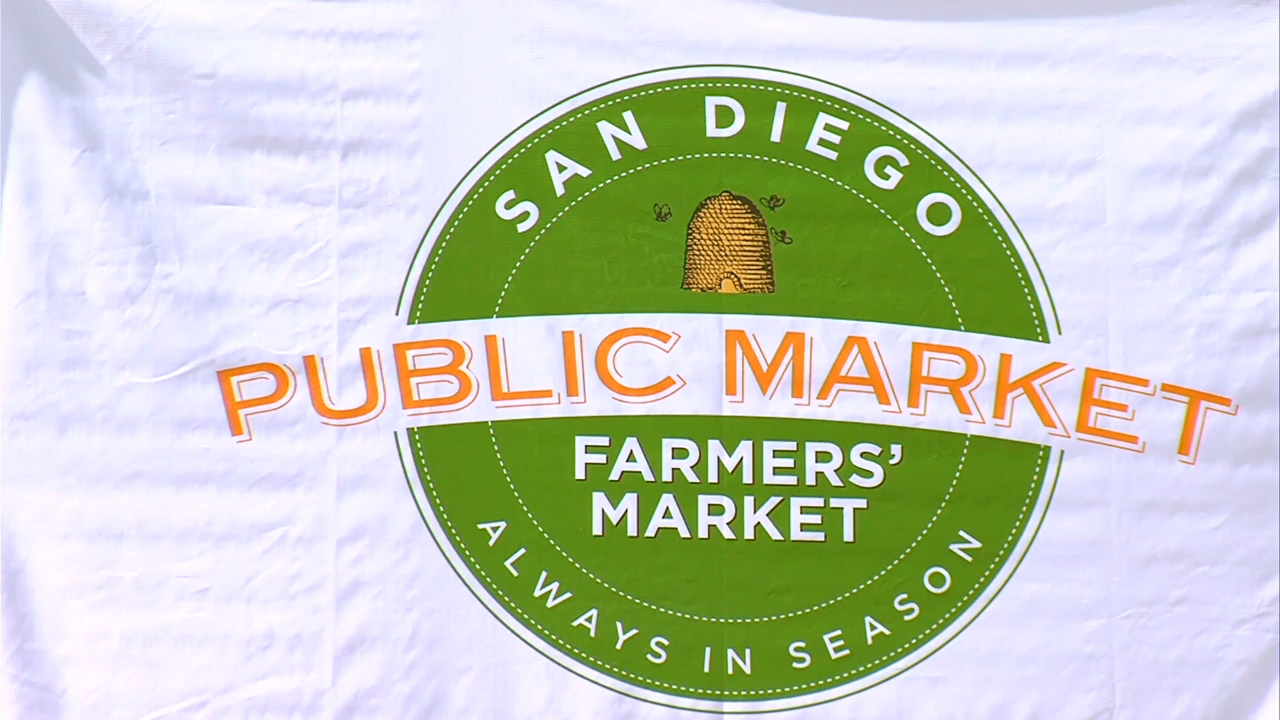 SAN DIEGO
PUBLIC MARKET
FARMERS’
MARKET
ALWAYS IN SEASON